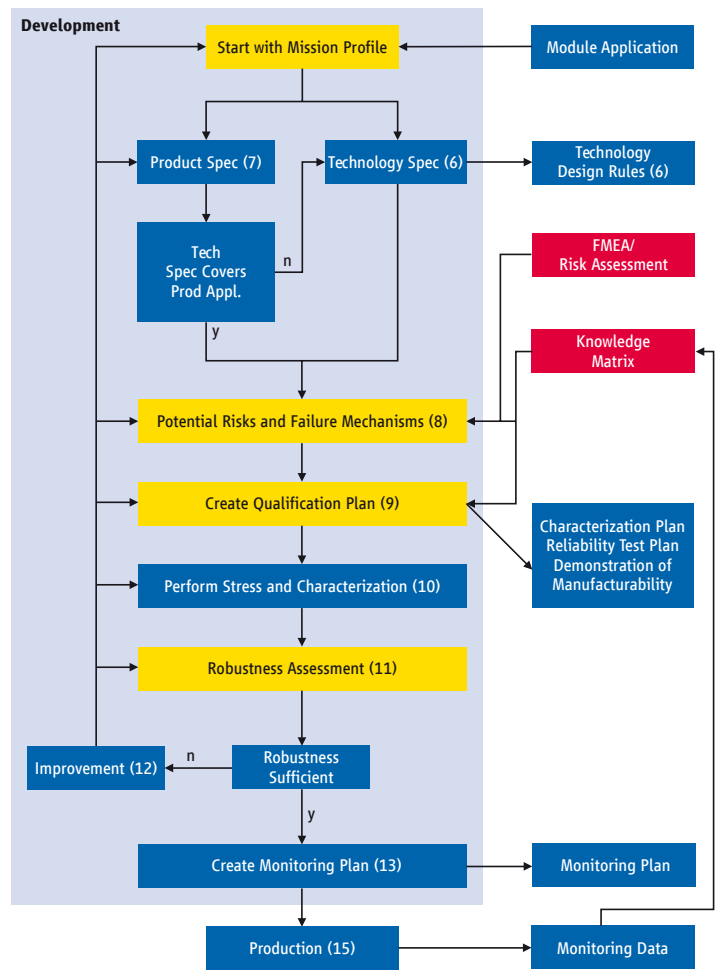 Development
Start with Mission Profile
Module Application
Product Spec (7)
Technology Spec (6)
Technology
Design Rules (6)
Tech
Spec Covers
Prod Appl.
n
y
FMEA/
Risk Assessment
Knowledge
Matrix
Potential Risks and Failure Mechanisms (8)
Create Qualification Plan (9)
Characterization Plan
Reliability Test Plan
Demonstration of
Manufacturability
Perform Stress and Characterization (10)
Robustness Assessment (11)
Improvement (12)
n
Robustness
Sufficient
y
Create Monitoring Plan (13)
Monitoring Plan
Production (15)
Monitoring Data